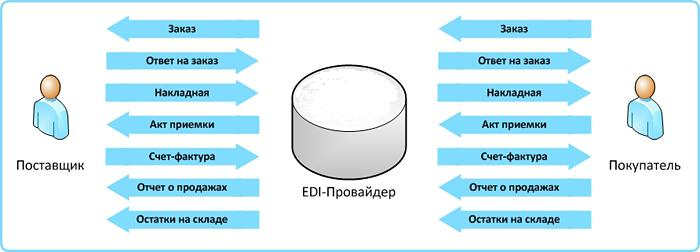 Заказ
Заказ
Ответ на заказ
Ответ на заказ
Накладная
Накладная
Акт приемки
Акт приемки
Поставщик
Счет-фактура
Счет-фактура
Покупатель
EDI-Провайдер
Отчет о продажах
Отчет о продажах
Остатки на складе
Остатки на складе